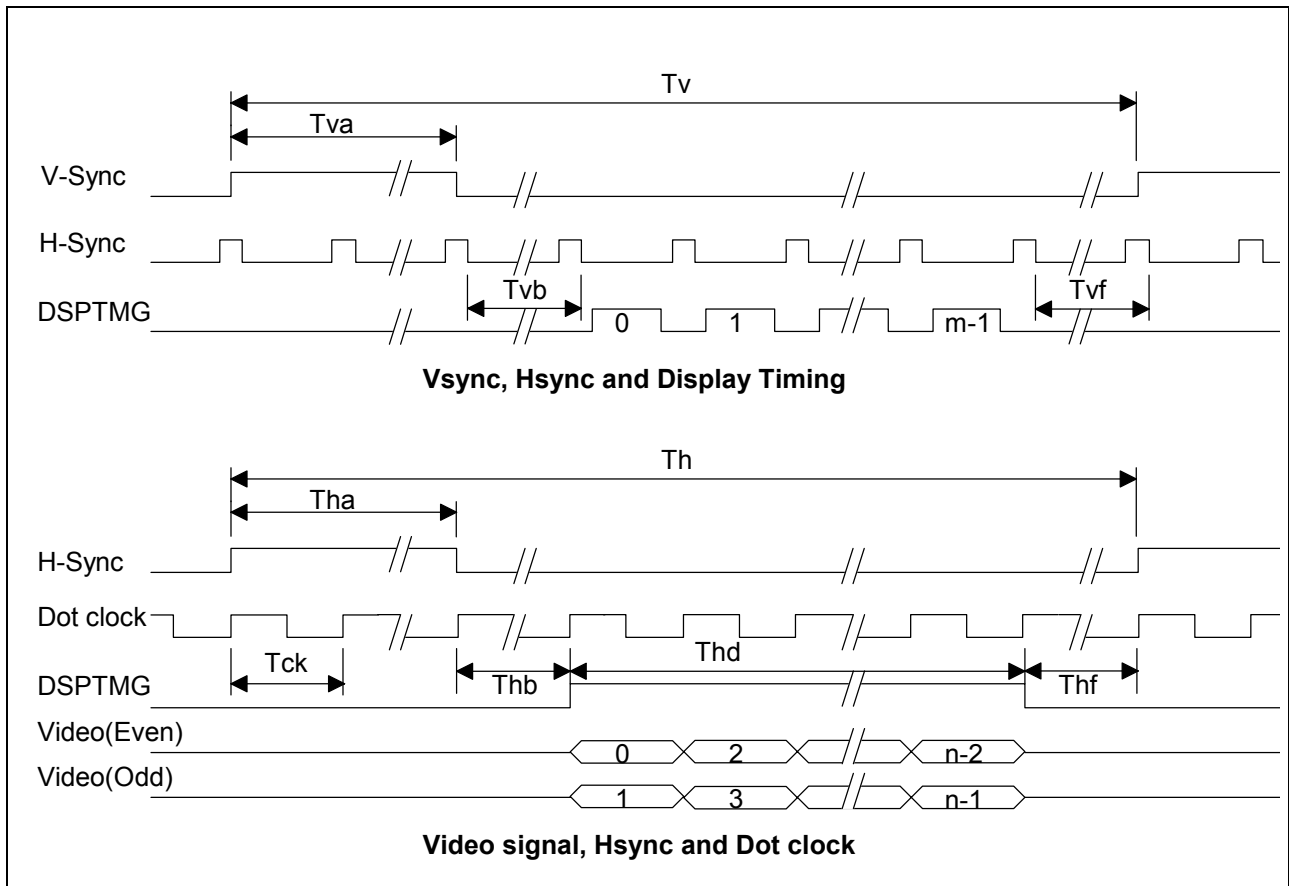 Tv
Tva
V-Sync
H-Sync
Tvb
Tvf
DSPTMG
0 1 m-1
Vsync, Hsync and Display Timing
Th
Tha
H-Sync
Dot clock
Tck
Thb
Thd
Thf
DSPTMG
Video(Even)
0 2 n-2
Video(Odd)
1 3 n-1
Video signal, Hsync and Dot clock